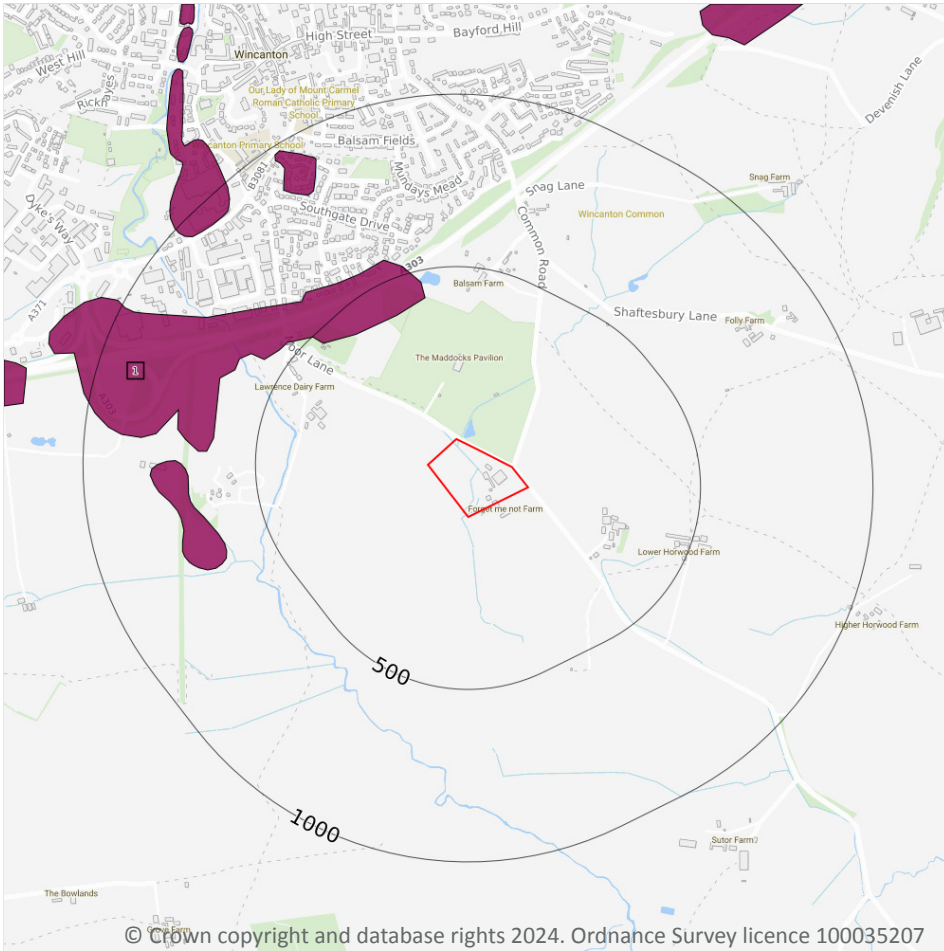 High Street
Bayford Hill
West Hill
Wincanton
Our Lady of Mount Carmel
Roman Catholic Primary
School
Devenish Lane
Balsam Fields
Primary School
B3081
Mundays Mead
Snag Lane
Snag Farm
Dyke's Way
Southgate Drive
Wincanton Common
Common Road
A371
Balsam Farm
Shaftesbury Lane
Folly Farm
The Maddocks Pavilion
1
Lane
Lawrence Dairy Farm
A303
Forget me not Farm
Lower Horwood Farm
Higher Horwood Farm
500
1000
Sutor Farm
The Bowlands
Grove Farm
© Crown copyright and database rights 2024. Ordnance Survey licence 100035207